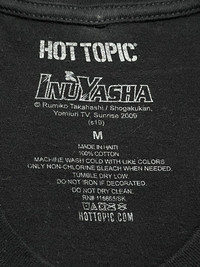 HOT TOPIC
INUYASHA
© Rumiko Takahashi / Shogakukan,
Yomiuri TV, Sunrise 2009
(s19)
M
MADE IN HAITI
100% COTTON
MACHINE WASH COLD WITH LIKE COLORS
ONLY NON-CHLORINE BLEACH WHEN NEEDED.
TUMBLE DRY LOW.
DO NOT IRON IF DECORATED.
DO NOT DRY CLEAN.
HOTTOPIC.COM